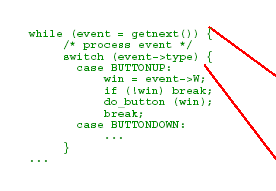 while (event = getnext()) {
/* process event */
switch (event->type) {
case BUTTONUP:
win = event->W;
if (!win) break;
do_button (win);
break;
case BUTTONDOWN:
...
}
...